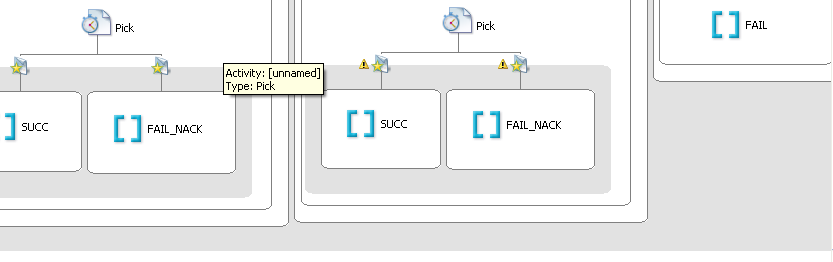 Pick
Pick
FAIL
Activity: [unnamed]
Type: Pick
SUCC
FAIL_NACK
SUCC
FAIL_NACK